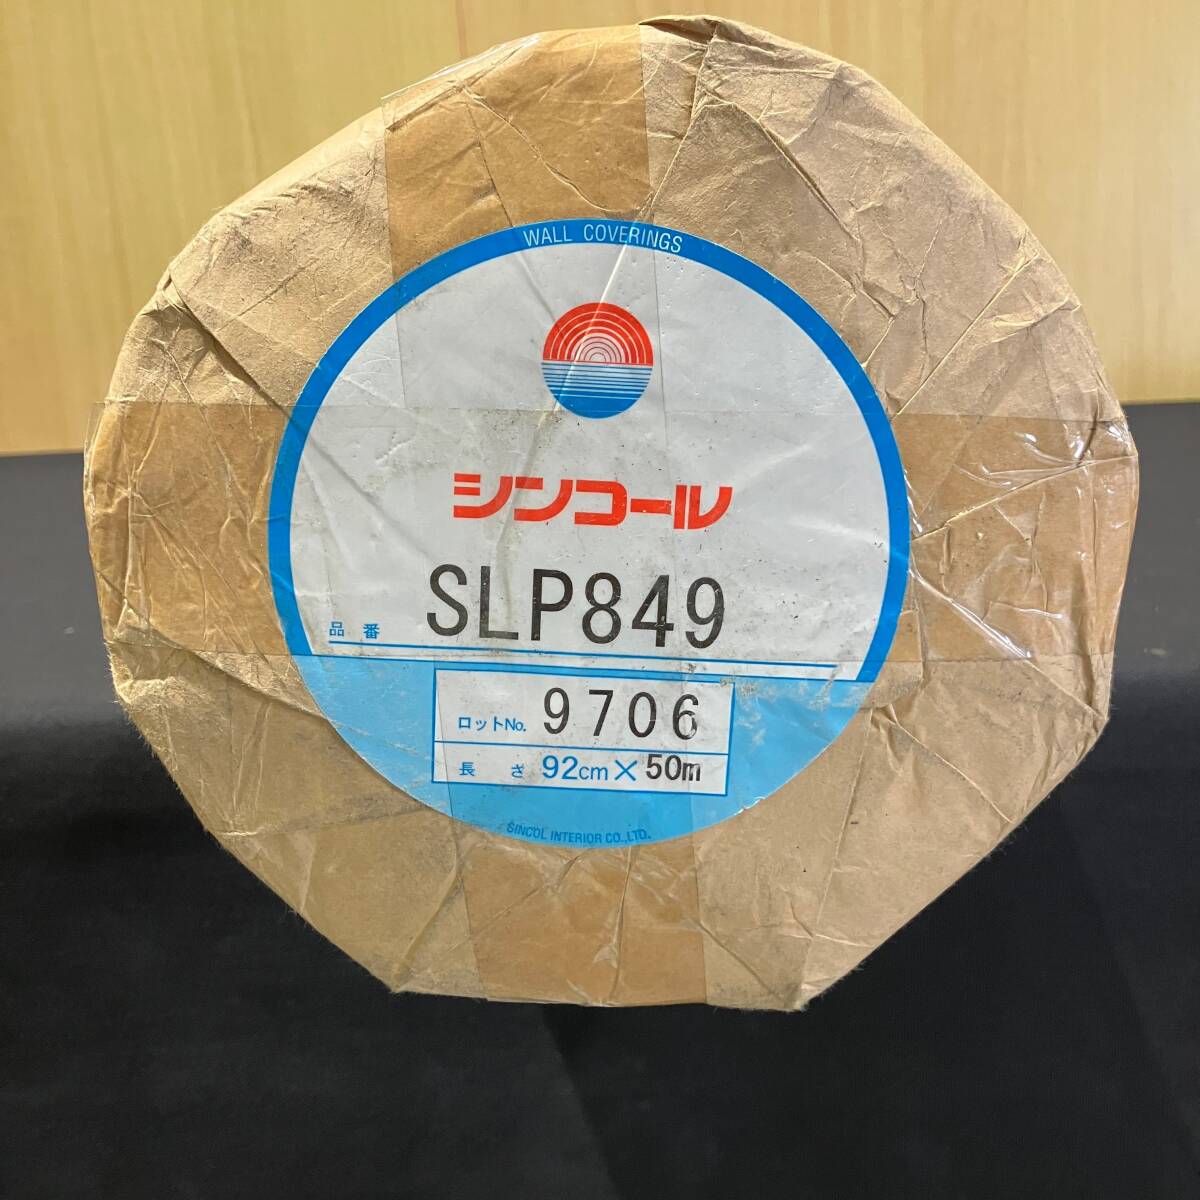 WALL COVERINGS
シンコール
品番 SLP849
ロットNo. 9706
長さ 92cm×50m
SINCOL INTERIOR CO.,LTD.